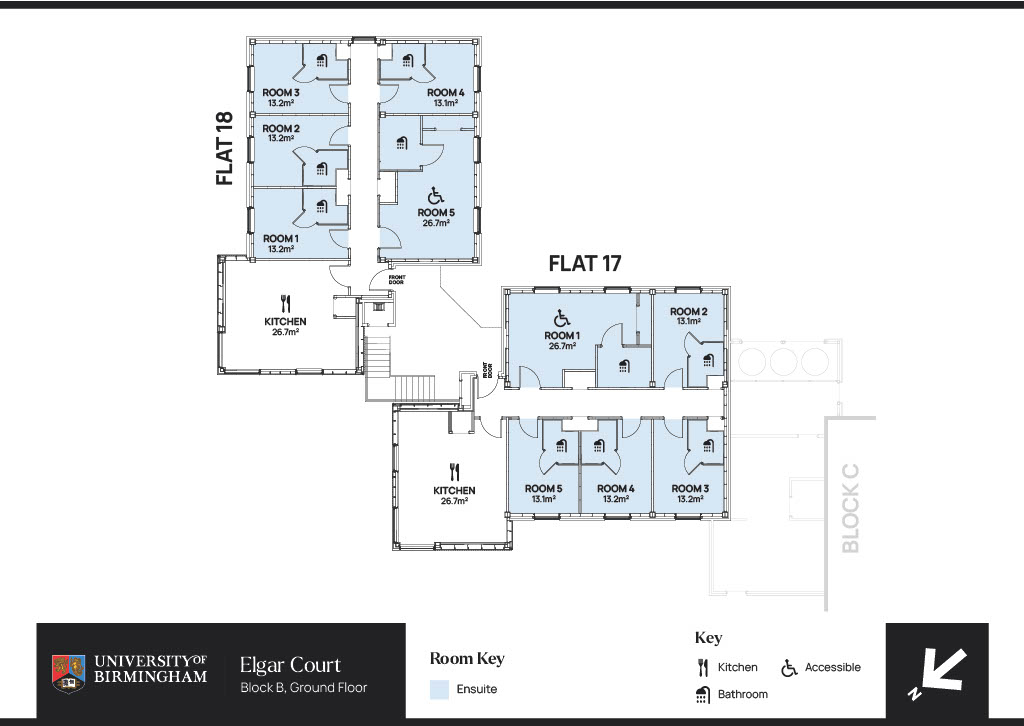 FLAT 18
ROOM 3
13.2m²
ROOM 4
13.1m²
ROOM 2
13.2m²
ROOM 5
26.7m²
ROOM 1
13.2m²
FRONT
DOOR
KITCHEN
26.7m²
FLAT 17
ROOM 1
26.7m²
ROOM 2
13.1m²
FRONT
DOOR
KITCHEN
26.7m²
ROOM 5
13.1m²
ROOM 4
13.2m²
ROOM 3
13.2m²
BLOCK C
UNIVERSITY OF
BIRMINGHAM
Elgar Court
Block B, Ground Floor
Room Key
Ensuite
Key
Kitchen
Accessible
Bathroom
N